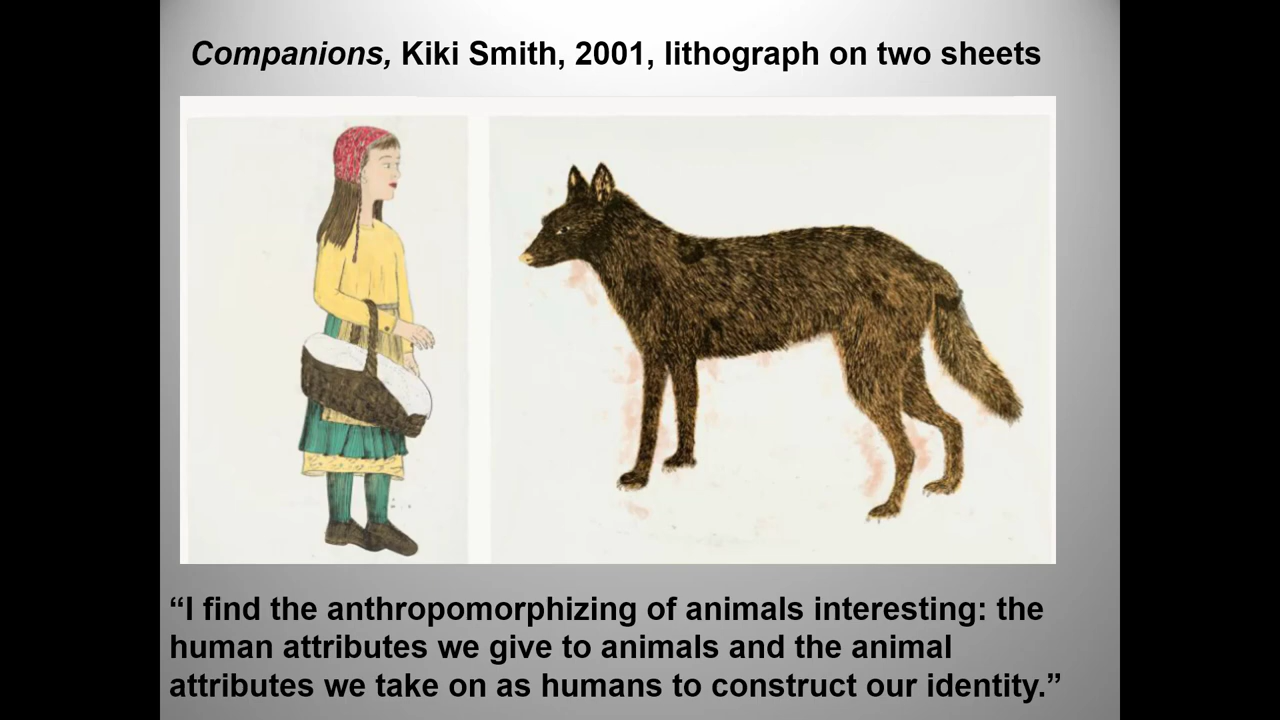 Companions, Kiki Smith, 2001, lithograph on two sheets
“I find the anthropomorphizing of animals interesting: the
human attributes we give to animals and the animal
attributes we take on as humans to construct our identity.”